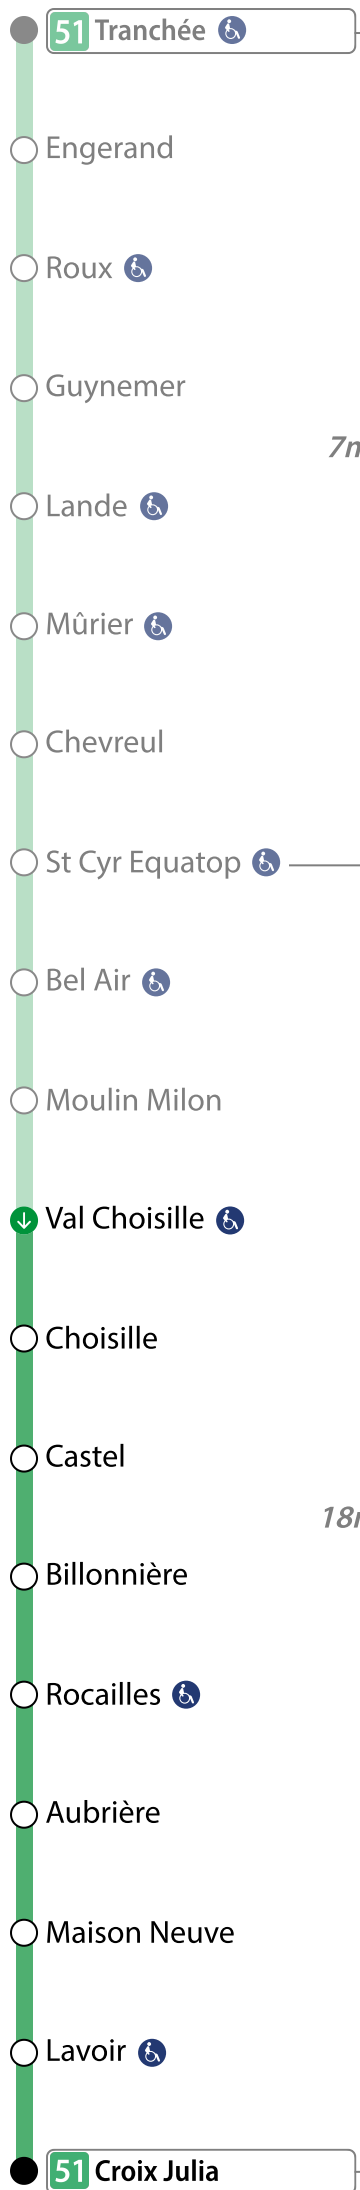 51 Tranchée
Engerand
Roux
Guynemer
Lande
Mûrier
Chevreul
St Cyr Equatop
Bel Air
Moulin Milon
Val Choisille
Choisille
Castel
Billonnière
Rocailles
Aubrière
Maison Neuve
Lavoir
51 Croix Julia